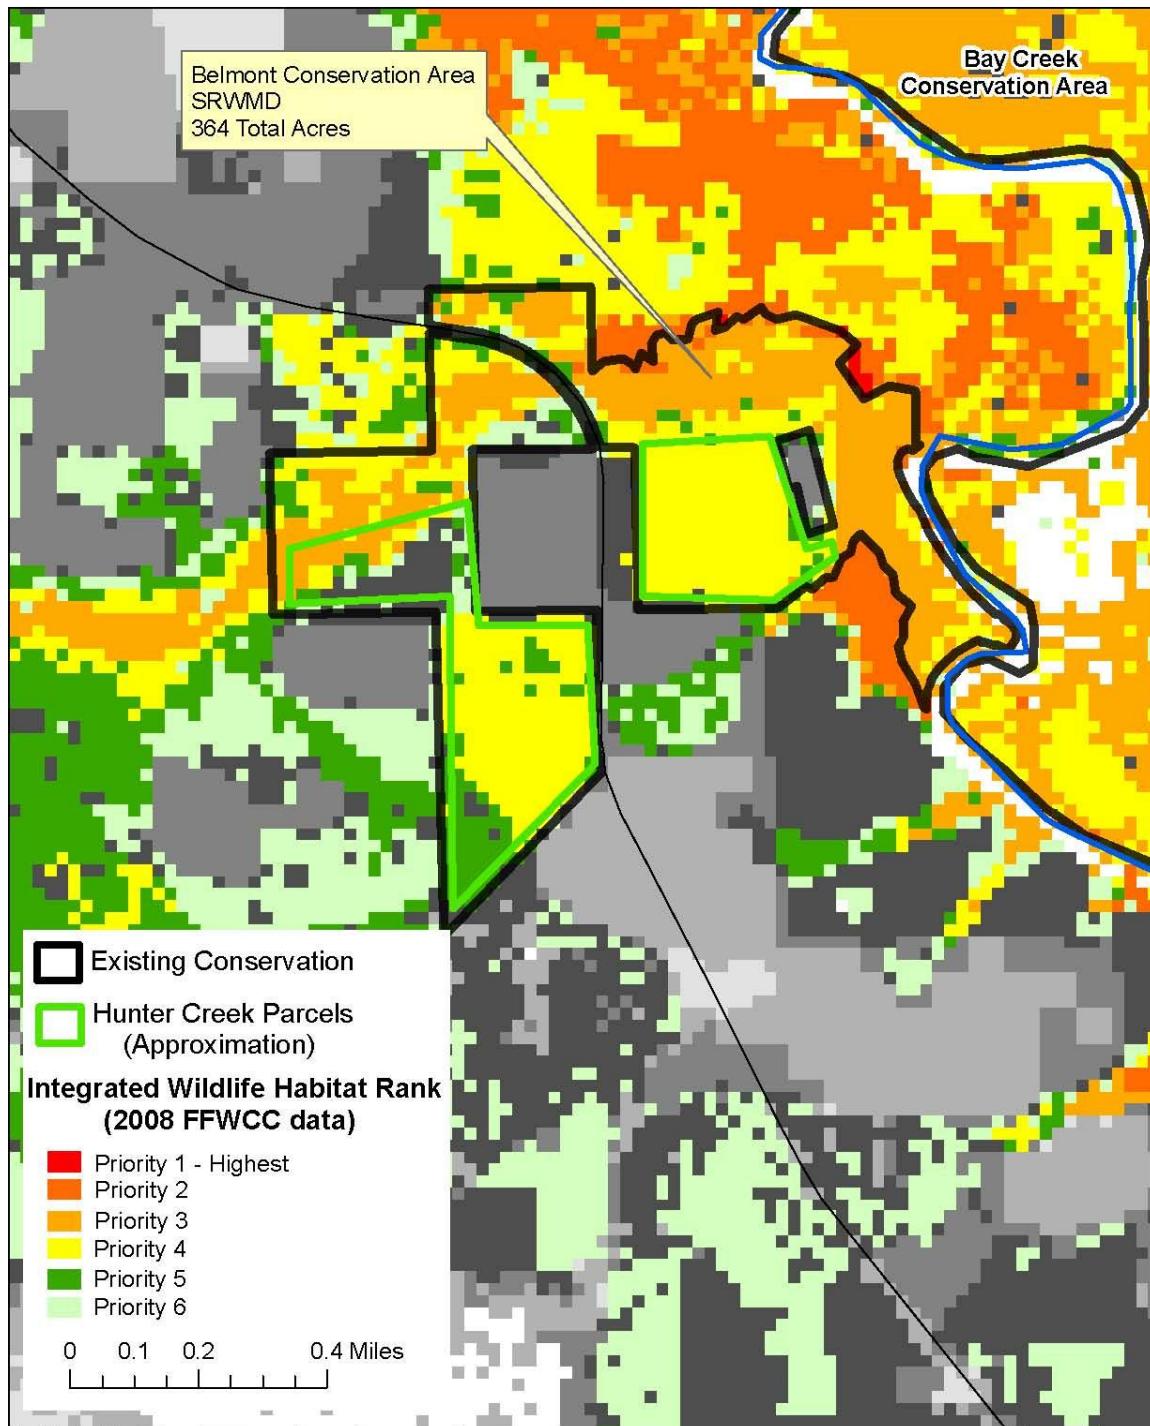 Belmont Conservation Area
SRWMD
364 Total Acres
Bay Creek
Conservation Area
Existing Conservation
Hunter Creek Parcels
(Approximation)
Integrated Wildlife Habitat Rank
(2008 FFWCC data)
Priority 1 - Highest
Priority 2
Priority 3
Priority 4
Priority 5
Priority 6
0 0.1 0.2 0.4 Miles